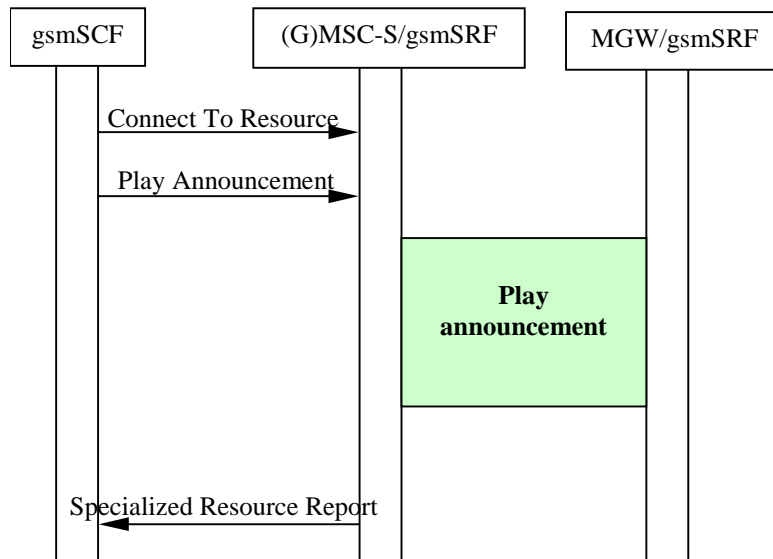 gsmSCF
(G)MSC-S/gsmSRF
MGW/gsmSRF
Connect To Resource
Play Announcement
Play
announcement
Specialized Resource Report